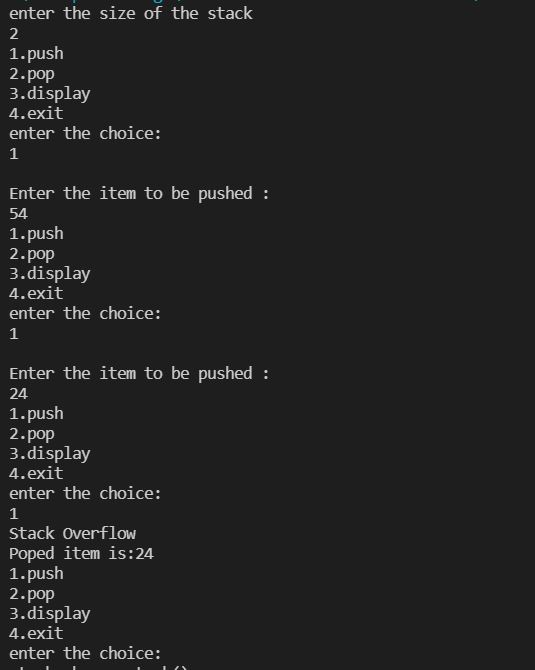 enter the size of the stack
2
1.push
2.pop
3.display
4.exit
enter the choice:
1
Enter the item to be pushed :
54
1.push
2.pop
3.display
4.exit
enter the choice:
1
Enter the item to be pushed :
24
1.push
2.pop
3.display
4.exit
enter the choice:
1
Stack Overflow
Poped item is:24
1.push
2.pop
3.display
4.exit
enter the choice: